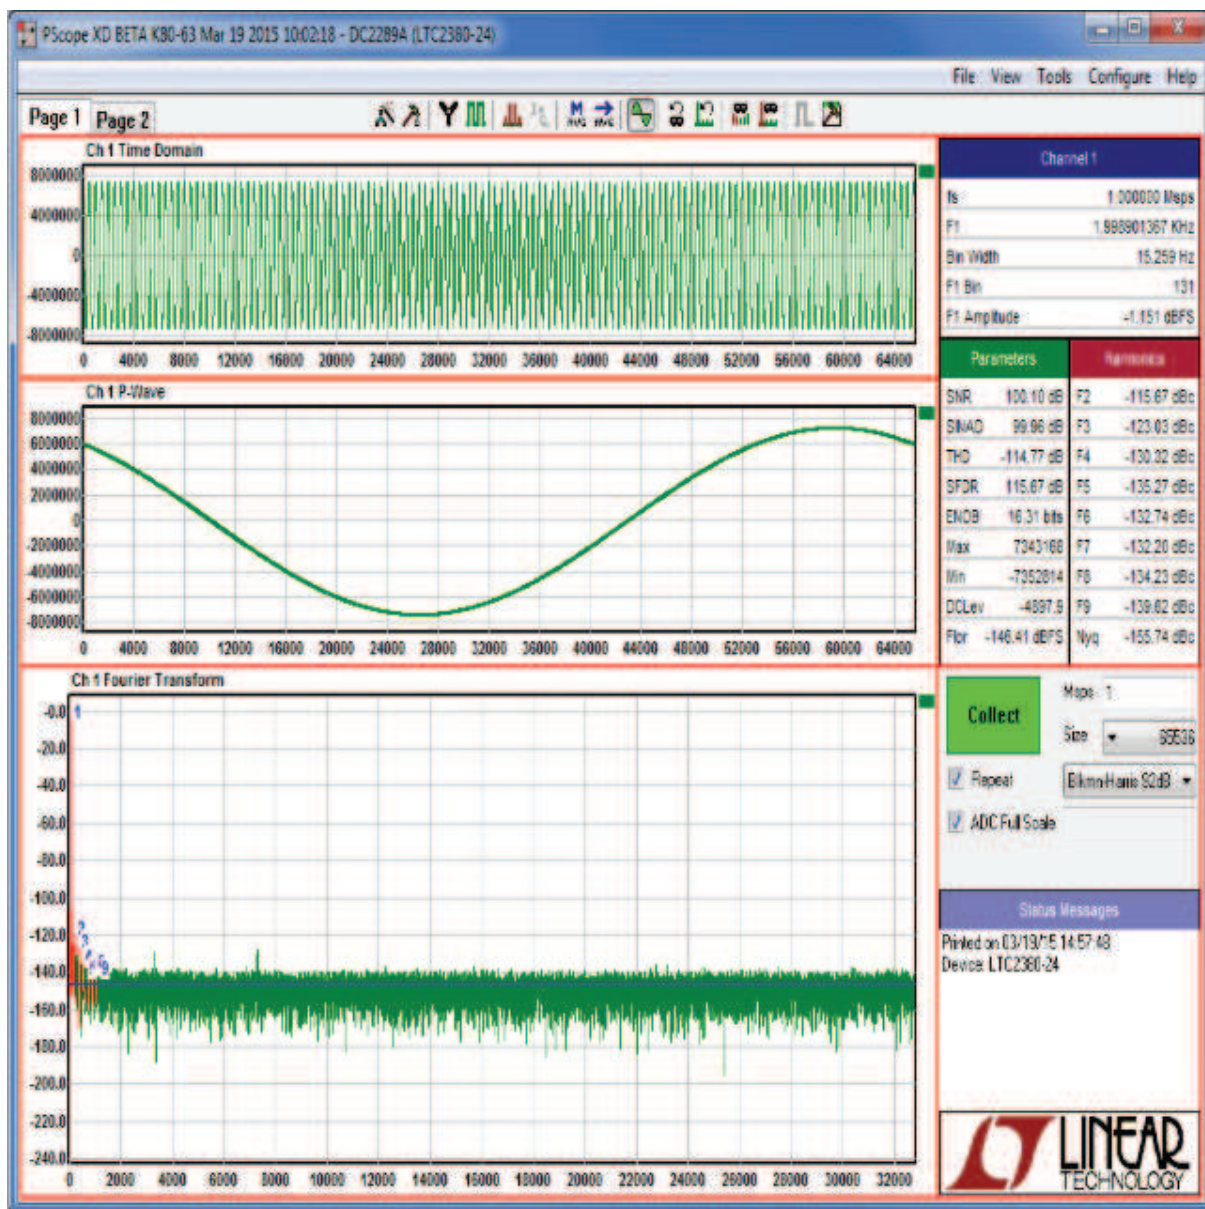 PScope XD BETA K80-63 Mar 19 2015 10:02:18 - DC2289A (LTC2380-24)
File View Tools Configure Help
Page 1 Page 2
Ch 1 Time Domain
8000000
4000000
0
-4000000
-8000000
0 4000 8000 12000 16000 20000 24000 28000 32000 36000 40000 44000 48000 52000 56000 60000 64000
Ch 1 P-Wave
8000000
6000000
4000000
2000000
0
-2000000
-4000000
-6000000
-8000000
0 4000 8000 12000 16000 20000 24000 28000 32000 36000 40000 44000 48000 52000 56000 60000 64000
Ch 1 Fourier Transform
-0.0
-20.0
-40.0
-60.0
-80.0
-100.0
-120.0
-140.0
-160.0
-180.0
-200.0
-220.0
-240.0
1
0 2000 4000 6000 8000 10000 12000 14000 16000 18000 20000 22000 24000 26000 28000 30000 32000
Channel 1
fs 1.000000 Msps
F1 1.998901367 KHz
Bin Width 15.259 Hz
F1 Bin 131
F1 Amplitude -1.151 dBFS
Parameters Harmonics
SNR 100.10 dB F2 -115.67 dBc
SINAD 99.96 dB F3 -123.03 dBc
THD -114.77 dB F4 -130.32 dBc
SFDR 115.67 dB F5 -135.27 dBc
ENOB 16.31 bits F6 -132.74 dBc
Max 7343168 F7 -132.20 dBc
Min -7352814 F8 -134.23 dBc
DCLev -4897.9 F9 -139.62 dBc
Flor -146.41 dBFS Nyq -155.74 dBc
Collect
Msps 1
Size 65536
Repeat
Blkmn-Harris 92dB
ADC Full Scale
Status Messages
Printed on 03/19/15 14:57:48
Device: LTC2380-24
LINEAR
TECHNOLOGY